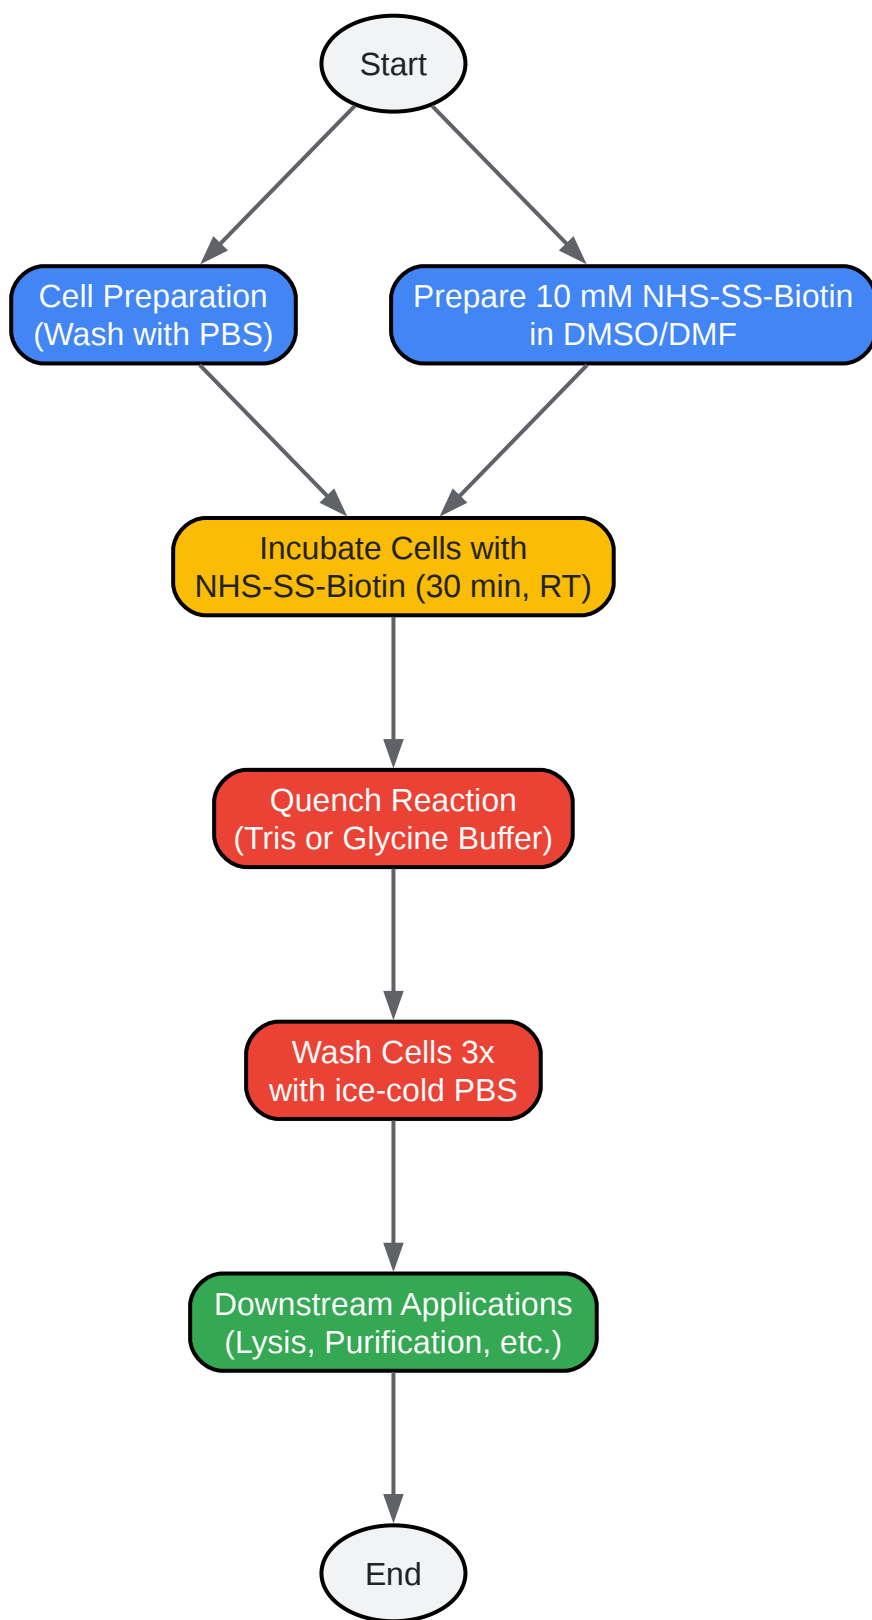 Start
Cell Preparation
(Wash with PBS)
Prepare 10 mM NHS-SS-Biotin
in DMSO/DMF
Incubate Cells with
NHS-SS-Biotin (30 min, RT)
Quench Reaction
(Tris or Glycine Buffer)
Wash Cells 3x
with ice-cold PBS
Downstream Applications
(Lysis, Purification, etc.)
End